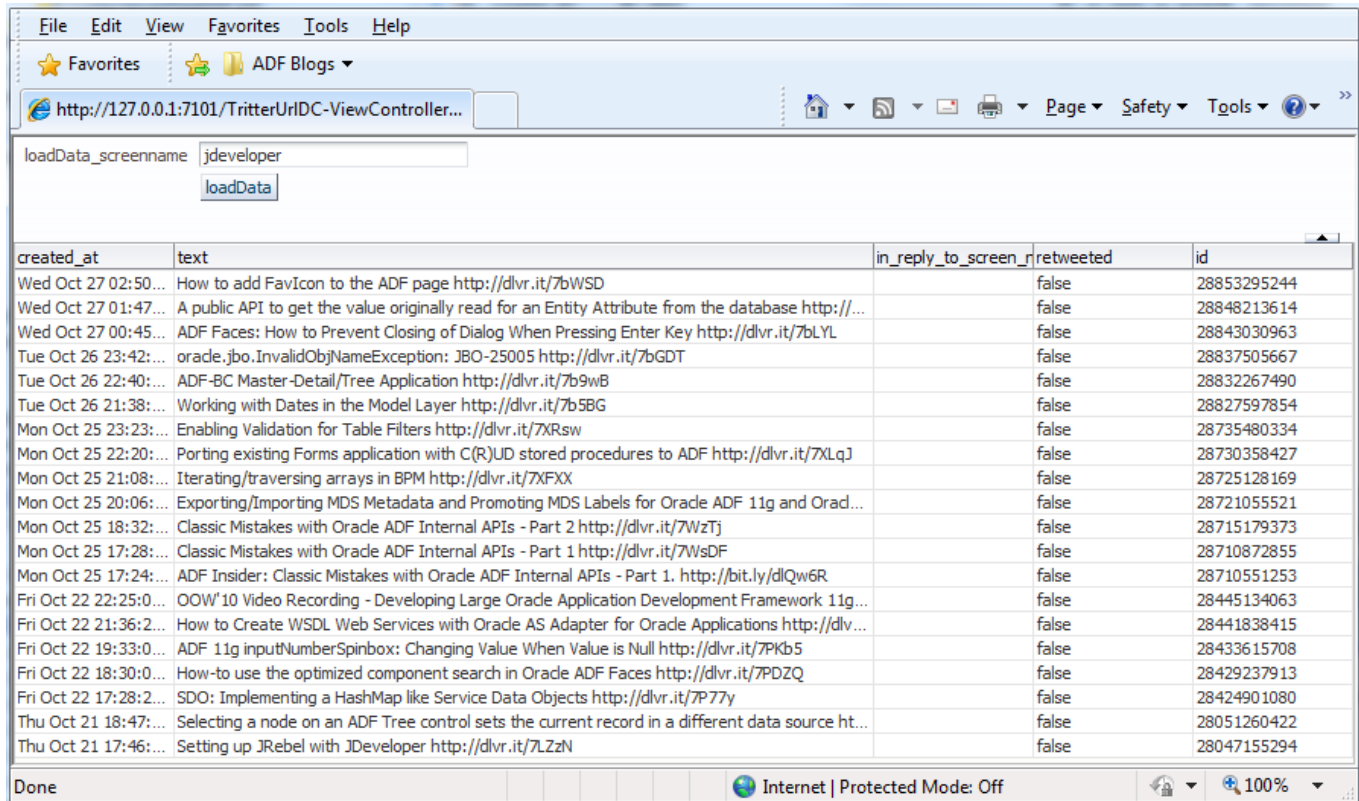 File Edit View Favorites Tools Help
Favorites ADF Blogs
http://127.0.0.1:7101/TritterUrlDC-ViewController... Page Safety Tools
loadData_screenname jdeveloper
loadData
created_at text in_reply_to_screen_n retweeted id
Wed Oct 27 02:50... How to add FavIcon to the ADF page http://dlvr.it/7bWSD false 28853295244
Wed Oct 27 01:47... A public API to get the value originally read for an Entity Attribute from the database http://... false 28848213614
Wed Oct 27 00:45... ADF Faces: How to Prevent Closing of Dialog When Pressing Enter Key http://dlvr.it/7bLYL false 28843030963
Tue Oct 26 23:42:... oracle.jbo.InvalidObjNameException: JBO-25005 http://dlvr.it/7bGDT false 28837505667
Tue Oct 26 22:40:... ADF-BC Master-Detail/Tree Application http://dlvr.it/7b9wB false 28832267490
Tue Oct 26 21:38:... Working with Dates in the Model Layer http://dlvr.it/7b5BG false 28827597854
Mon Oct 25 23:23:... Enabling Validation for Table Filters http://dlvr.it/7XRsw false 28735480334
Mon Oct 25 22:20:... Porting existing Forms application with C(R)UD stored procedures to ADF http://dlvr.it/7XLqJ false 28730358427
Mon Oct 25 21:08:... Iterating/traversing arrays in BPM http://dlvr.it/7XFXX false 28725128169
Mon Oct 25 20:06:... Exporting/Importing MDS Metadata and Promoting MDS Labels for Oracle ADF 11g and Oracl... false 28721055521
Mon Oct 25 18:32:... Classic Mistakes with Oracle ADF Internal APIs - Part 2 http://dlvr.it/7WzTj false 28715179373
Mon Oct 25 17:28:... Classic Mistakes with Oracle ADF Internal APIs - Part 1 http://dlvr.it/7WsDF false 28710872855
Mon Oct 25 17:24:... ADF Insider: Classic Mistakes with Oracle ADF Internal APIs - Part 1. http://bit.ly/dlQw6R false 28710551253
Fri Oct 22 22:25:0... OOW'10 Video Recording - Developing Large Oracle Application Development Framework 11g... false 28445134063
Fri Oct 22 21:36:2... How to Create WSDL Web Services with Oracle AS Adapter for Oracle Applications http://dlv... false 28441838415
Fri Oct 22 19:33:0... ADF 11g inputNumberSpinbox: Changing Value When Value is Null http://dlvr.it/7PKb5 false 28433615708
Fri Oct 22 18:30:0... How-to use the optimized component search in Oracle ADF Faces http://dlvr.it/7PDZQ false 28429237913
Fri Oct 22 17:28:2... SDO: Implementing a HashMap like Service Data Objects http://dlvr.it/7P77y false 28424901080
Thu Oct 21 18:47:... Selecting a node on an ADF Tree control sets the current record in a different data source ht... false 28051260422
Thu Oct 21 17:46:... Setting up JRebel with JDeveloper http://dlvr.it/7LZzN false 28047155294
Done Internet | Protected Mode: Off 100%